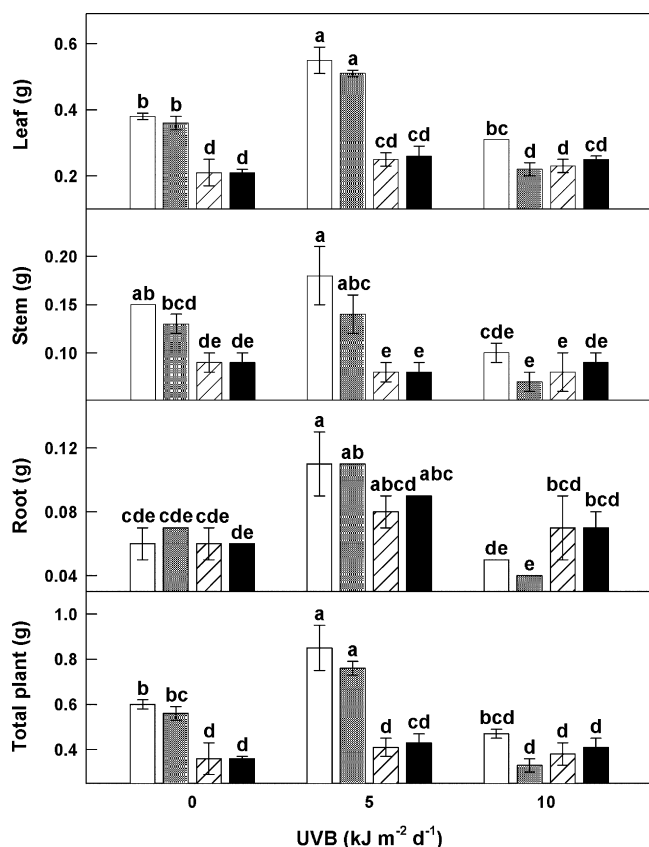 a
0.6
a
b
b
0.4
bc
cd
cd
d
d
d
d
cd
0.2
Leaf (g)
a
0.20
ab
abc
bcd
0.15
cde
de
de
e
e
e
e
de
0.10
Stem (g)
a
0.12
ab
abc
abcd
bcd
bcd
cde
cde
cde
de
0.08
de
e
0.04
Root (g)
a
1.0
a
0.8
b
bc
0.6
bcd
d
d
d
cd
d
d
d
0.4
Total plant (g)
0 5 10
UVB (kJ m⁻² d⁻¹)